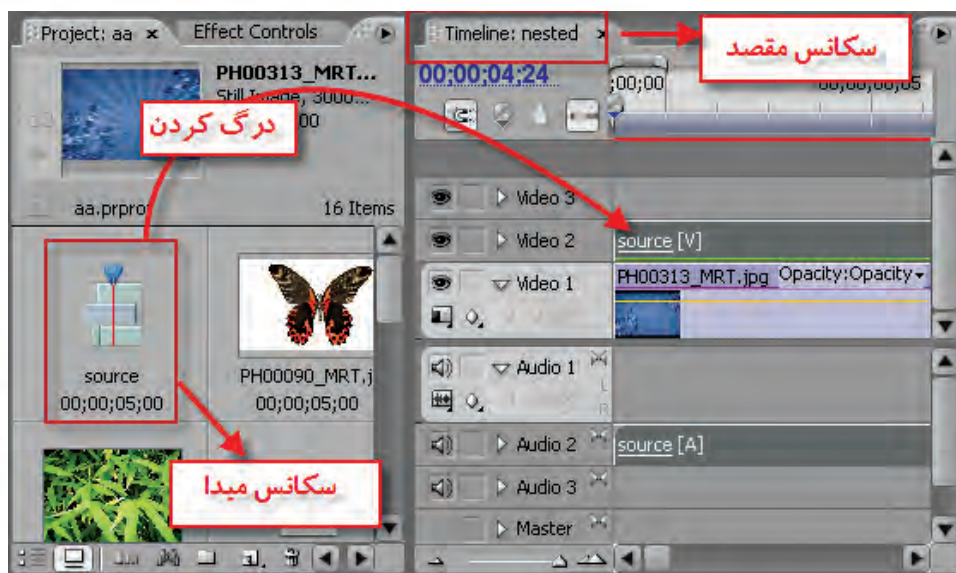 Project: aa x
Effect Controls
PH00313_MRT...
Still Image, 3000...
درگ کردن
aa.prproj
16 Items
source
00;00;05;00
PH00090_MRT.j
00;00;05;00
سکانس میدا
Timeline: nested x
سکانس مقصد
00;00;04;24
;00;00
00;00;00;05
Video 3
Video 2
source [V]
Video 1
PH00313_MRT.jpg Opacity:Opacity
Audio 1
L
R
Audio 2
source [A]
Audio 3
Master